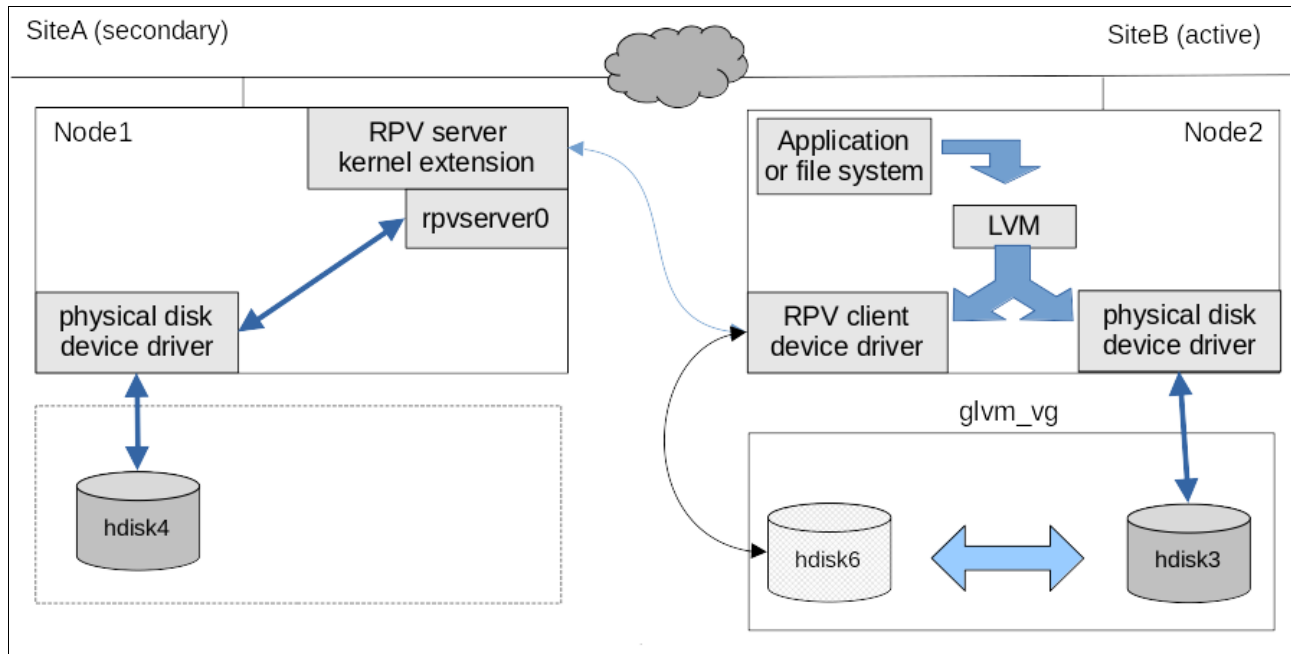 SiteA (secondary)
SiteB (active)
Node1
RPV server
kernel extension
rpvserver0
physical disk
device driver
hdisk4
Node2
Application
or file system
LVM
RPV client
device driver
physical disk
device driver
glvm_vg
hdisk6
hdisk3